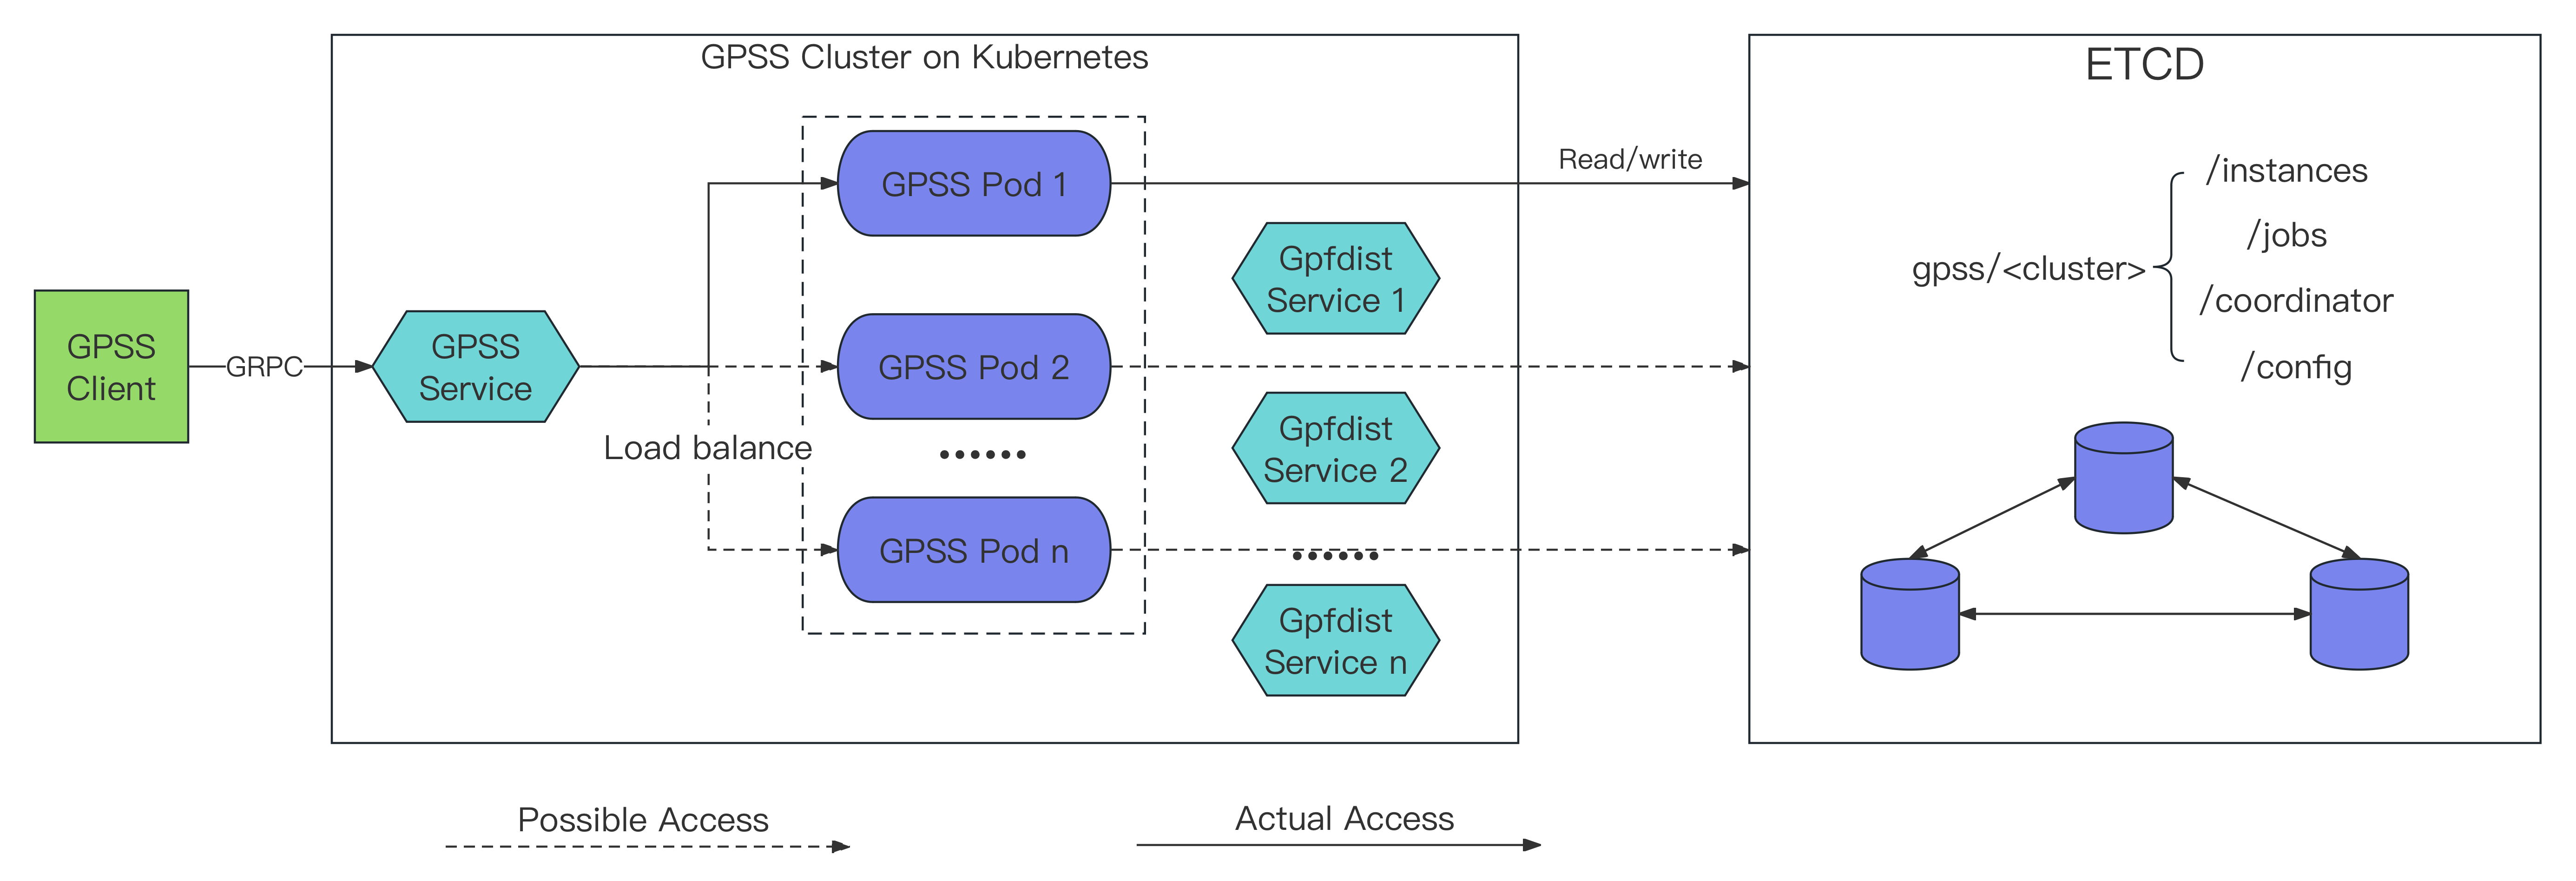 GPSS Cluster on Kubernetes
ETCD
GPSS
Client
GRPC
GPSS
Service
Load balance
GPSS Pod 1
GPSS Pod 2
GPSS Pod n
Gpfdist
Service 1
Gpfdist
Service 2
Gpfdist
Service n
Read/write
gpss/<cluster>
/instances
/jobs
/coordinator
/config
Possible Access
Actual Access